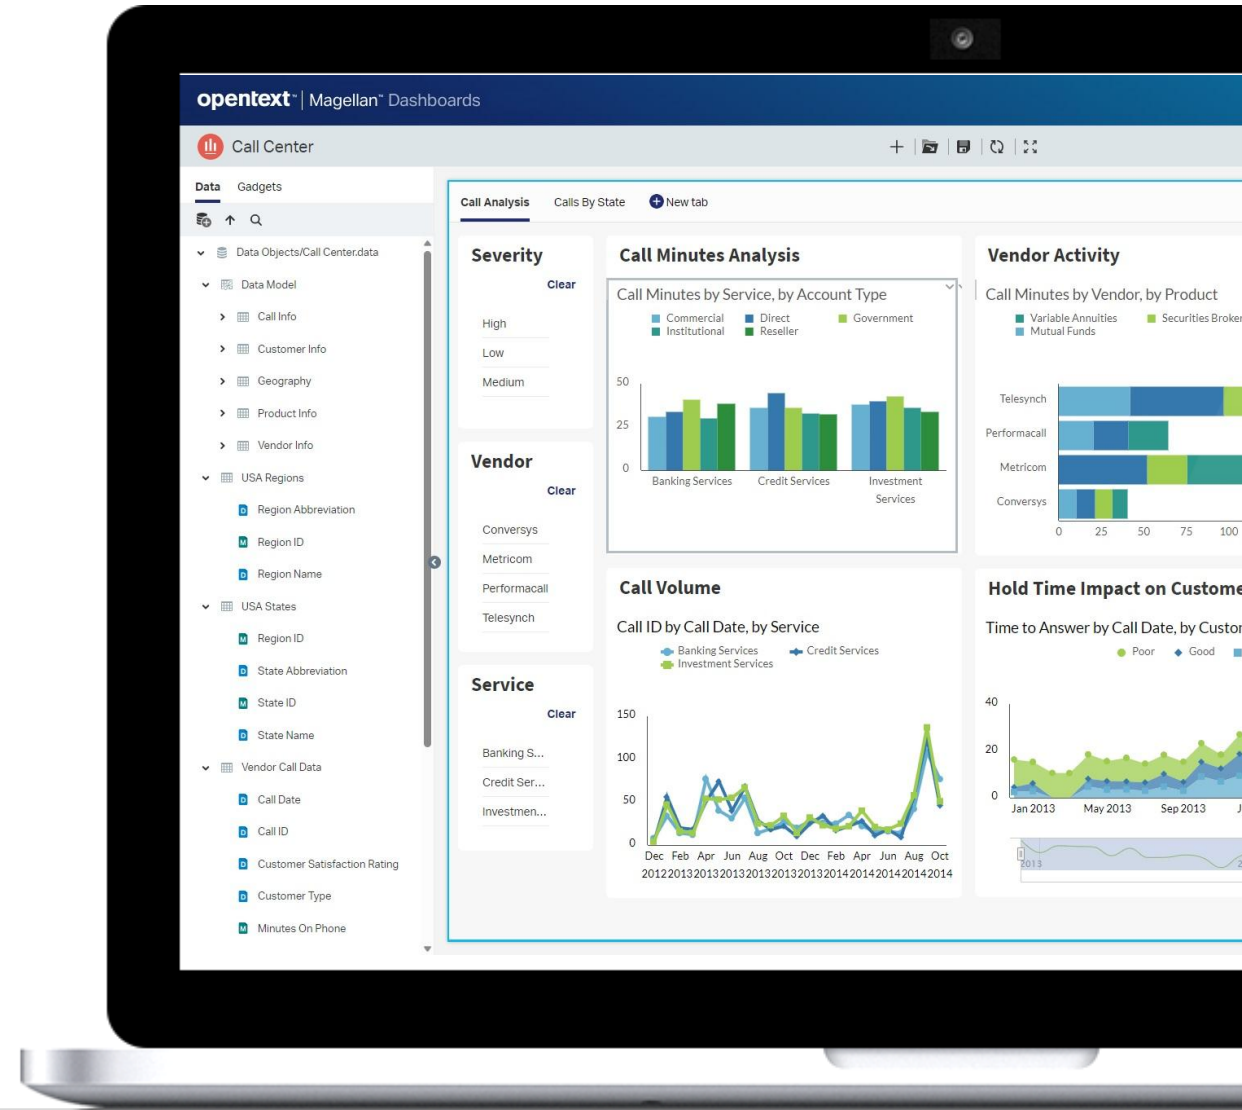 opentext™ | Magellan™ Dashboards
Call Center
Data Gadgets
Data Objects/Call Center.data
Data Model
Call Info
Customer Info
Geography
Product Info
Vendor Info
USA Regions
Region Abbreviation
Region ID
Region Name
USA States
Region ID
State Abbreviation
State ID
State Name
Vendor Call Data
Call Date
Call ID
Customer Satisfaction Rating
Customer Type
Minutes On Phone
Call Analysis Calls By State New tab
Severity
Clear
High
Low
Medium
Vendor
Clear
Conversys
Metricom
Performacall
Telesynch
Service
Clear
Banking S...
Credit Ser...
Investmen...
Call Minutes Analysis
Call Minutes by Service, by Account Type
Commercial Direct Government
Institutional Reseller
50
25
0
Banking Services Credit Services Investment
Services
Call Volume
Call ID by Call Date, by Service
Banking Services Credit Services
Investment Services
150
100
50
0
Dec Feb Apr Jun Aug Oct Dec Feb Apr Jun Aug Oct
2012 2013 2013 2013 2013 2013 2013 2014 2014 2014 2014 2014
Vendor Activity
Call Minutes by Vendor, by Product
Variable Annuities Securities Broker
Mutual Funds
Telesynch
Performacall
Metricom
Conversys
0 25 50 75 100
Hold Time Impact on Custome
Time to Answer by Call Date, by Custor
Poor Good
40
20
0
Jan 2013 May 2013 Sep 2013 J
2013